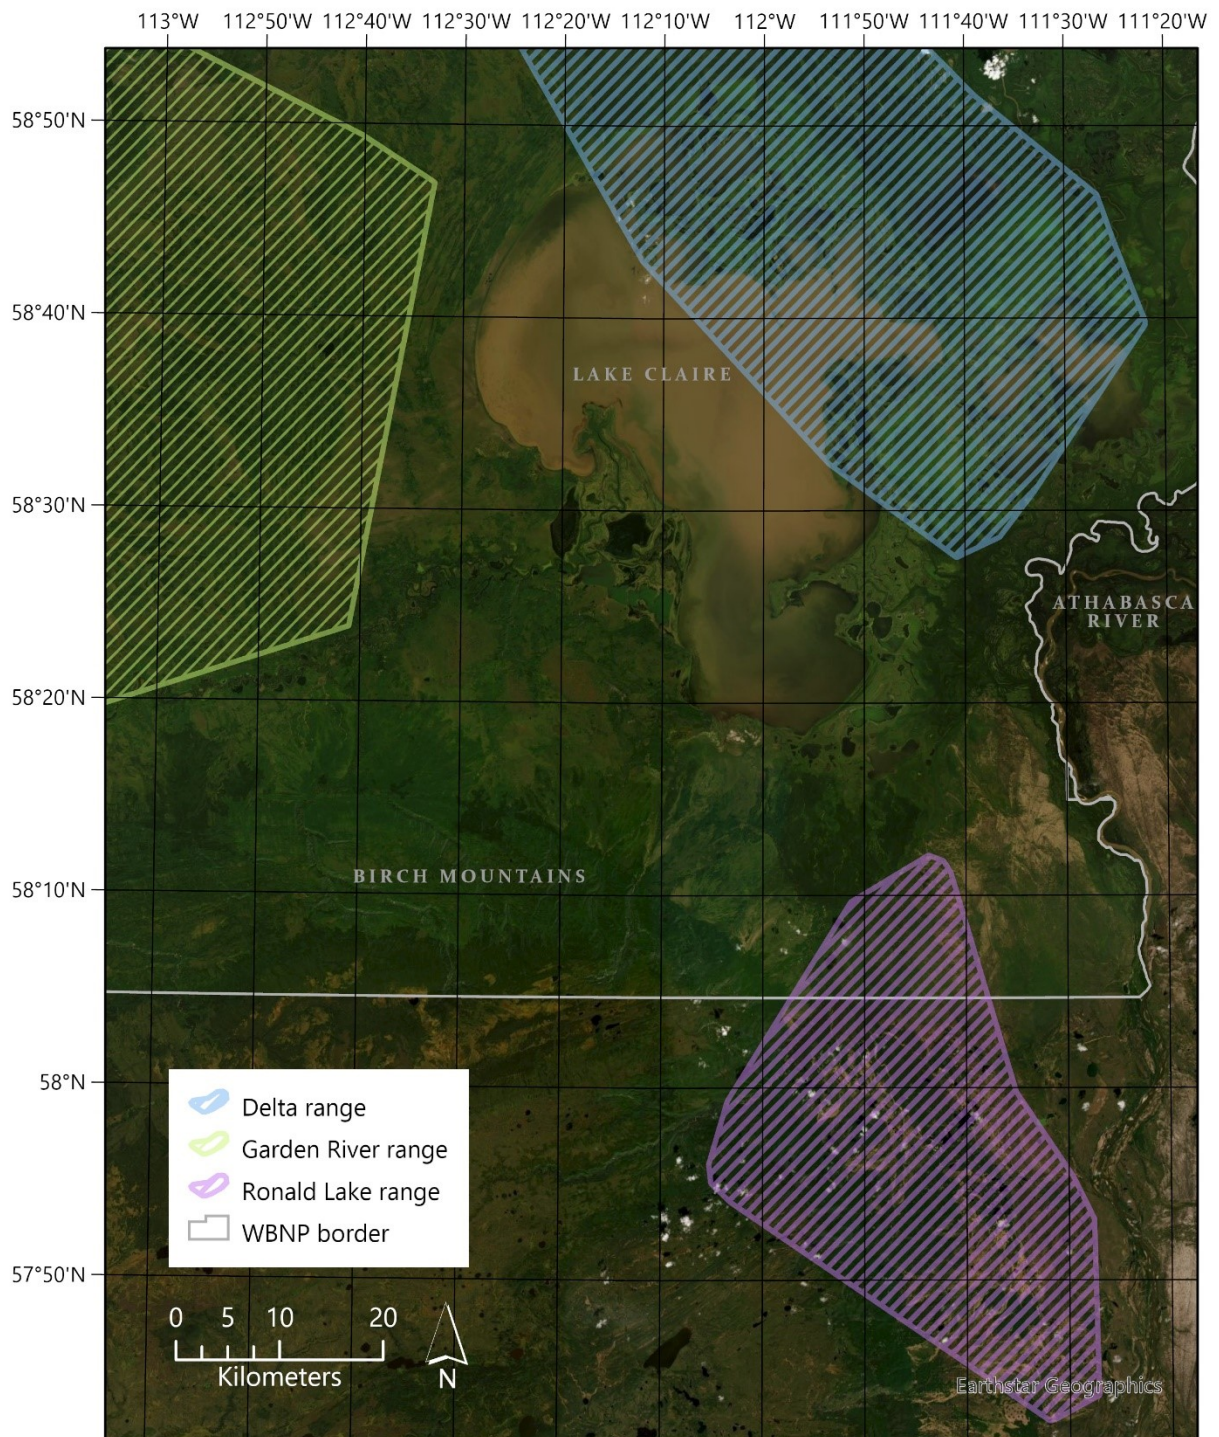 113°W 112°50'W 112°40'W 112°30'W 112°20'W 112°10'W 112°W 111°50'W 111°40'W 111°30'W 111°20'W
58°50'N
58°40'N
LAKE CLAIRE
58°30'N
ATHABASCA
RIVER
58°20'N
58°10'N
BIRCH MOUNTAINS
58°N
Delta range
Garden River range
Ronald Lake range
WBNP border
57°50'N
0 5 10 20
Kilometers
N
Earthstar Geographics